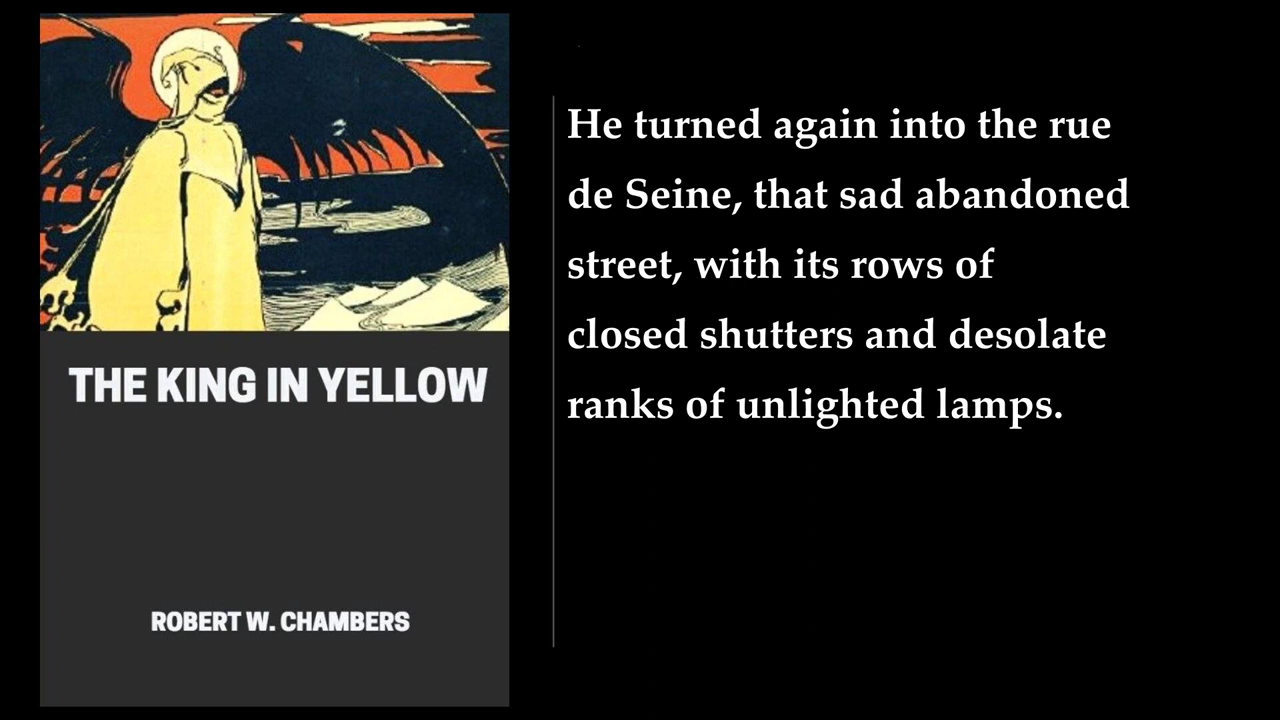 THE KING IN YELLOW
ROBERT W. CHAMBERS
He turned again into the rue
de Seine, that sad abandoned
street, with its rows of
closed shutters and desolate
ranks of unlighted lamps.